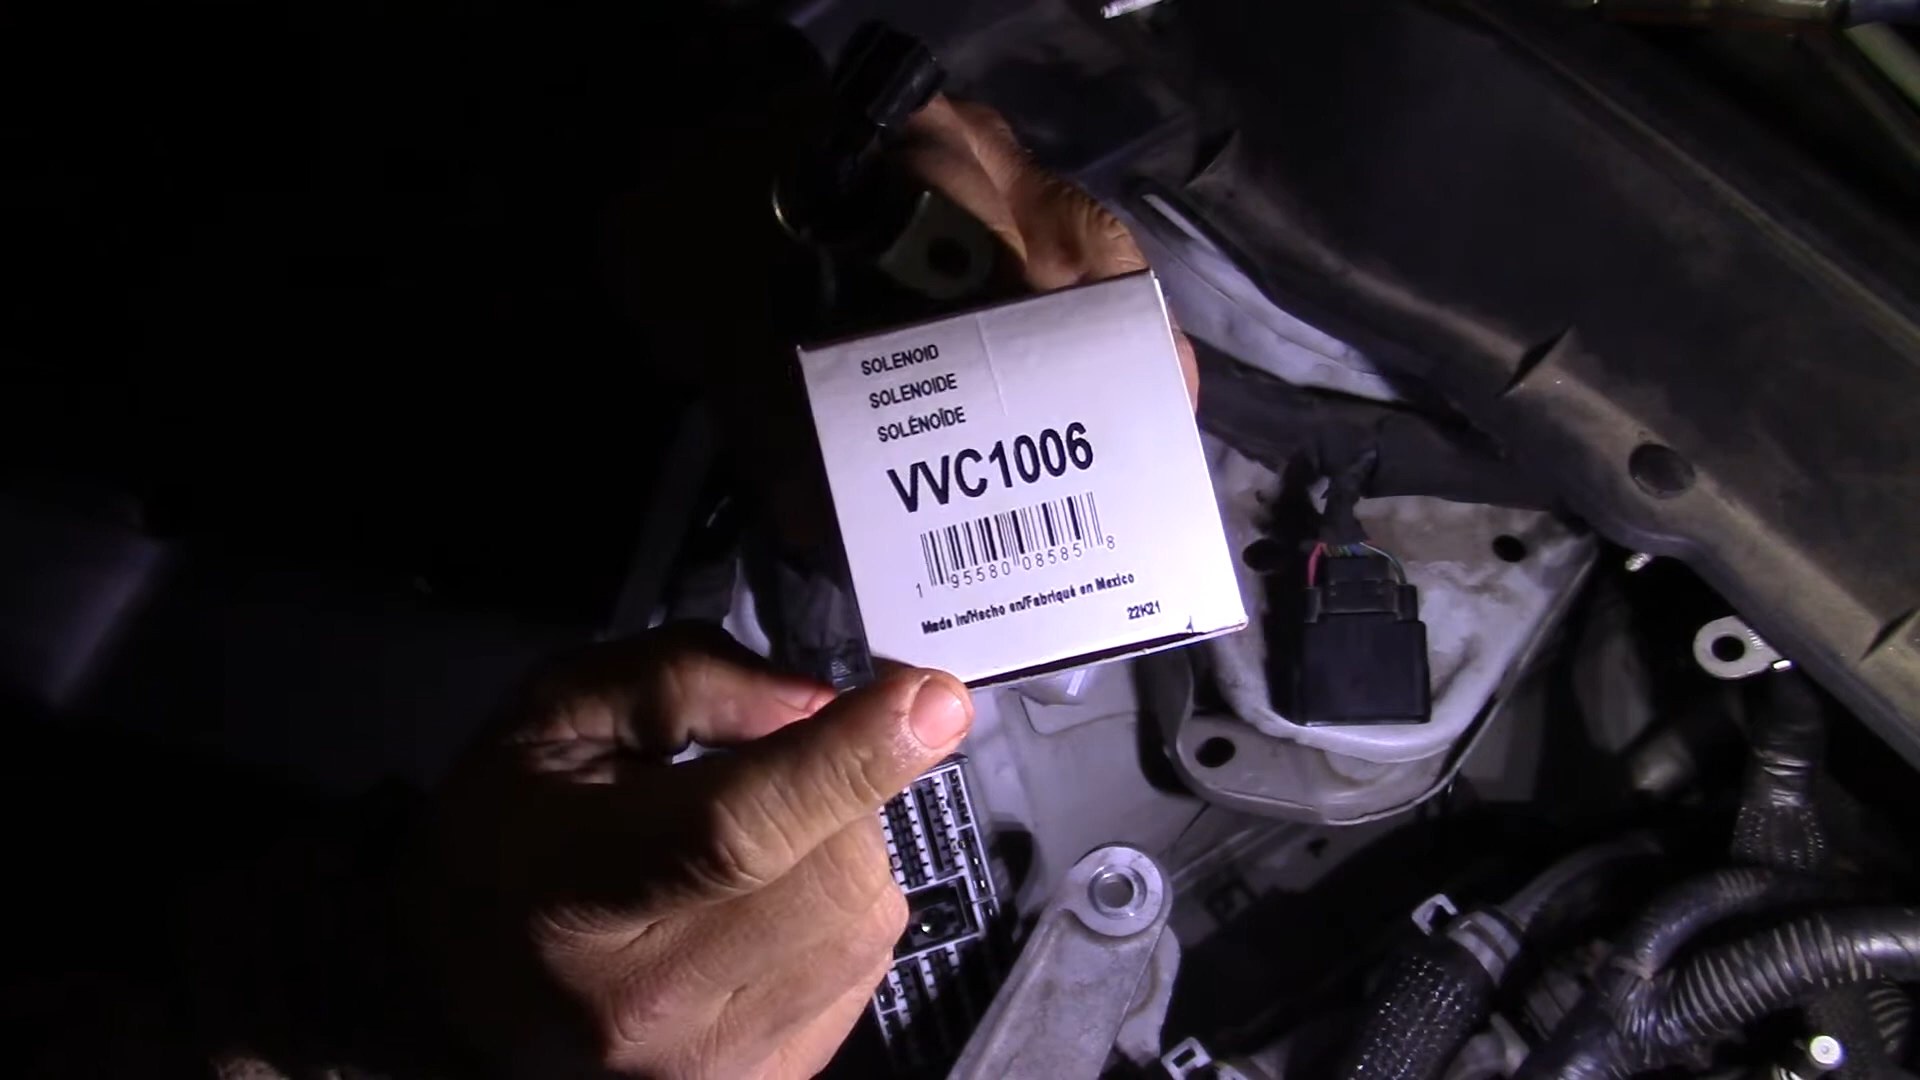 SOLENOID
SOLENOIDE
SOLÉNOÏDE
VVC1006
1 95580 08585 8
Made in/Hecho en/Fabriqué en Mexico
22K21